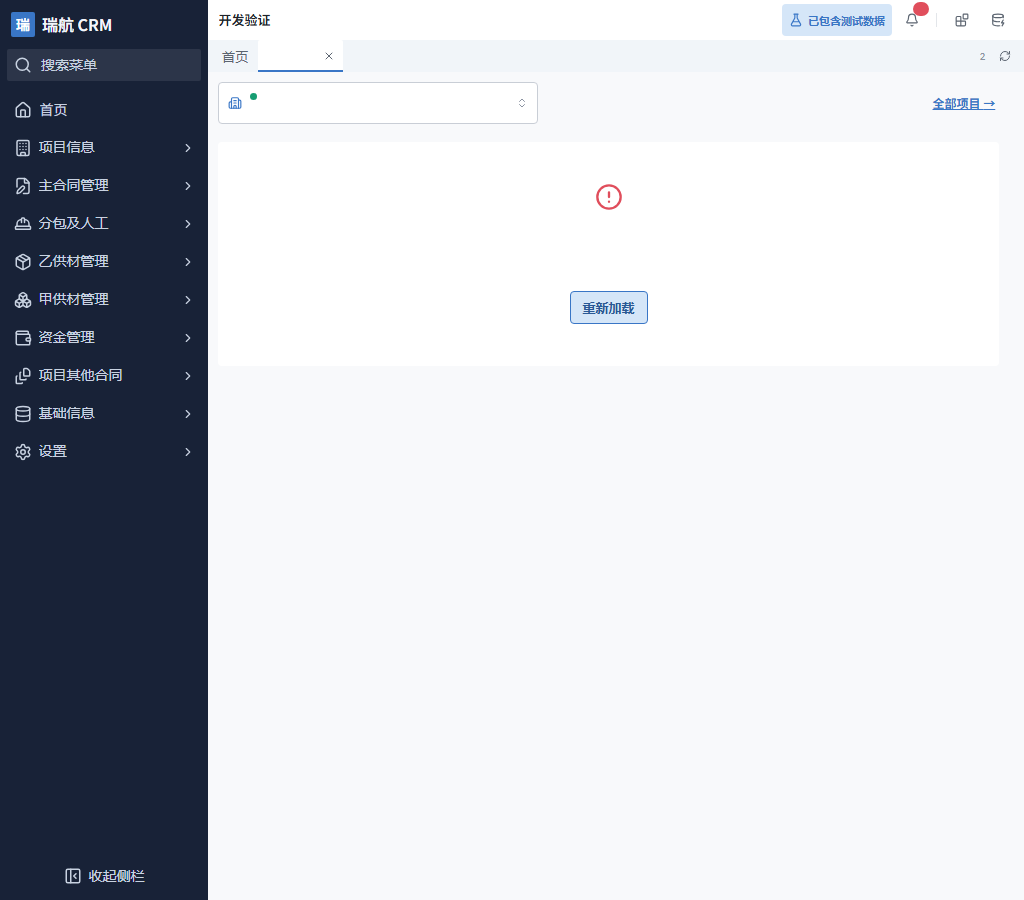 瑞 瑞航 CRM
搜索菜单
首页
项目信息
主合同管理
分包及人工
乙供材管理
甲供材管理
资金管理
项目其他合同
基础信息
设置
收起侧栏
开发验证
已包含测试数据
首页
2
全部项目 →
重新加载